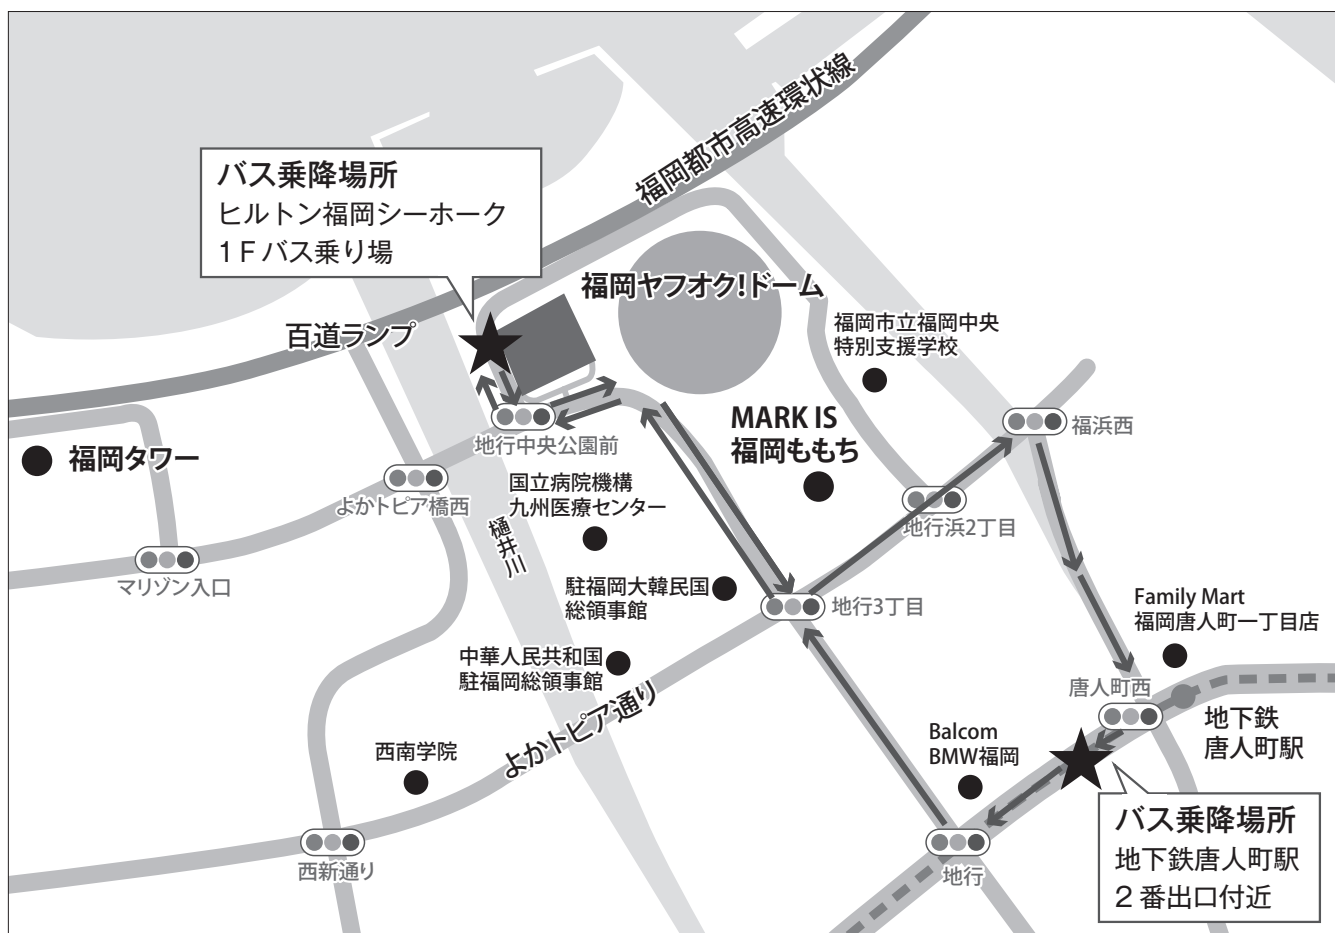 福岡都市高速環状線
バス乗降場所
ヒルトン福岡シーホーク
1Fバス乗り場
福岡ヤフオク!ドーム
百道ランプ
福岡市立福岡中央
特別支援学校
MARK IS
福岡ももち
福浜西
地行中央公園前
福岡タワー
国立病院機構
九州医療センター
よかトピア橋西
樋井川
地行浜2丁目
マリゾン入口
駐福岡大韓民国
総領事館
地行3丁目
Family Mart
福岡唐人町一丁目店
中華人民共和国
駐福岡総領事館
唐人町西
よかトピア通り
地下鉄
唐人町駅
Balcom
BMW福岡
西南学院
バス乗降場所
地下鉄唐人町駅
2番出口付近
西新通り
地行